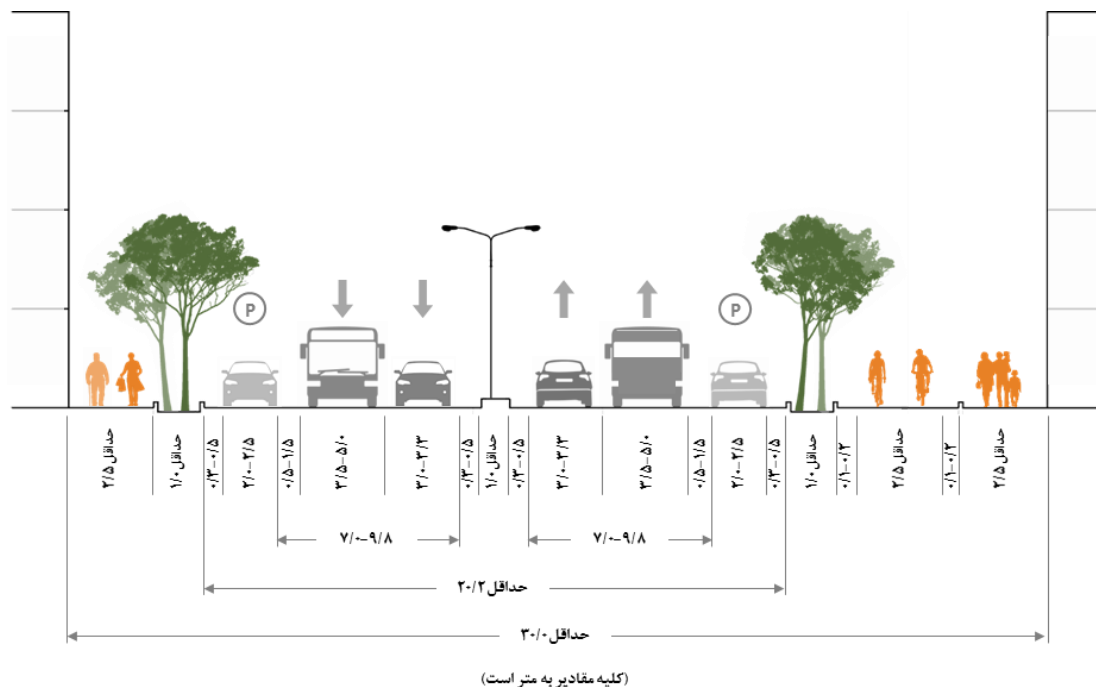 P
P
حداقل ۲/۵
حداقل ۱/۰
۰/۳-۰/۵
۲/۰-۲/۵
۰/۵-۱/۵
۳/۵-۵/۰
۳/۰-۳/۳
۰/۳-۰/۵
حداقل ۱/۰
۰/۳-۰/۵
۳/۰-۳/۳
۳/۵-۵/۰
۰/۵-۱/۵
۲/۰-۲/۵
۰/۳-۰/۵
حداقل ۱/۰
۰/۱-۰/۲
حداقل ۲/۵
۰/۱-۰/۲
حداقل ۲/۵
۷/۰-۹/۸
۷/۰-۹/۸
حداقل ۲۰/۲
حداقل ۳۰/۰
(کلیه مقادیر به متر است)